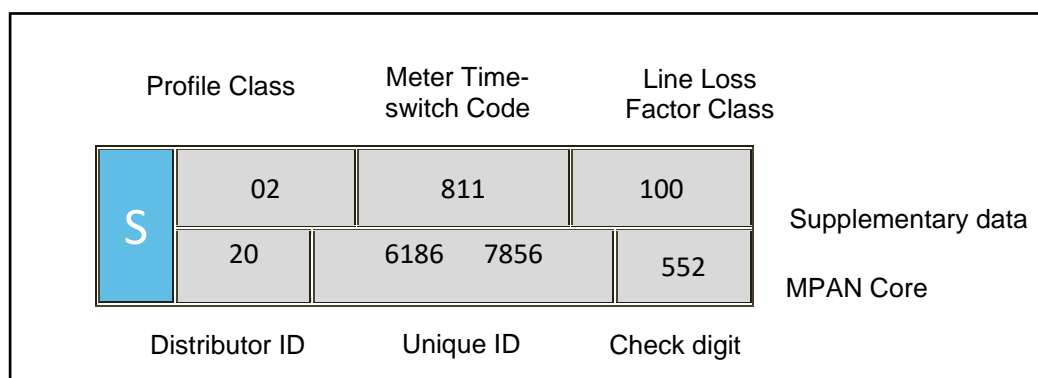 Profile Class Meter Time- Line Loss
switch Code Factor Class
S
02 811 100
Supplementary data
20 6186 7856 552
MPAN Core
Distributor ID Unique ID Check digit